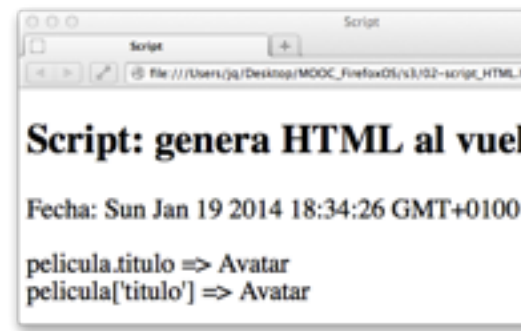 Script
Script
file:///Users/jq/Desktop/MOOC_FirefoxOS/s3/02-script_HTML.
Script: genera HTML al vuel
Fecha: Sun Jan 19 2014 18:34:26 GMT+0100
pelicula.titulo => Avatar
pelicula['titulo'] => Avatar